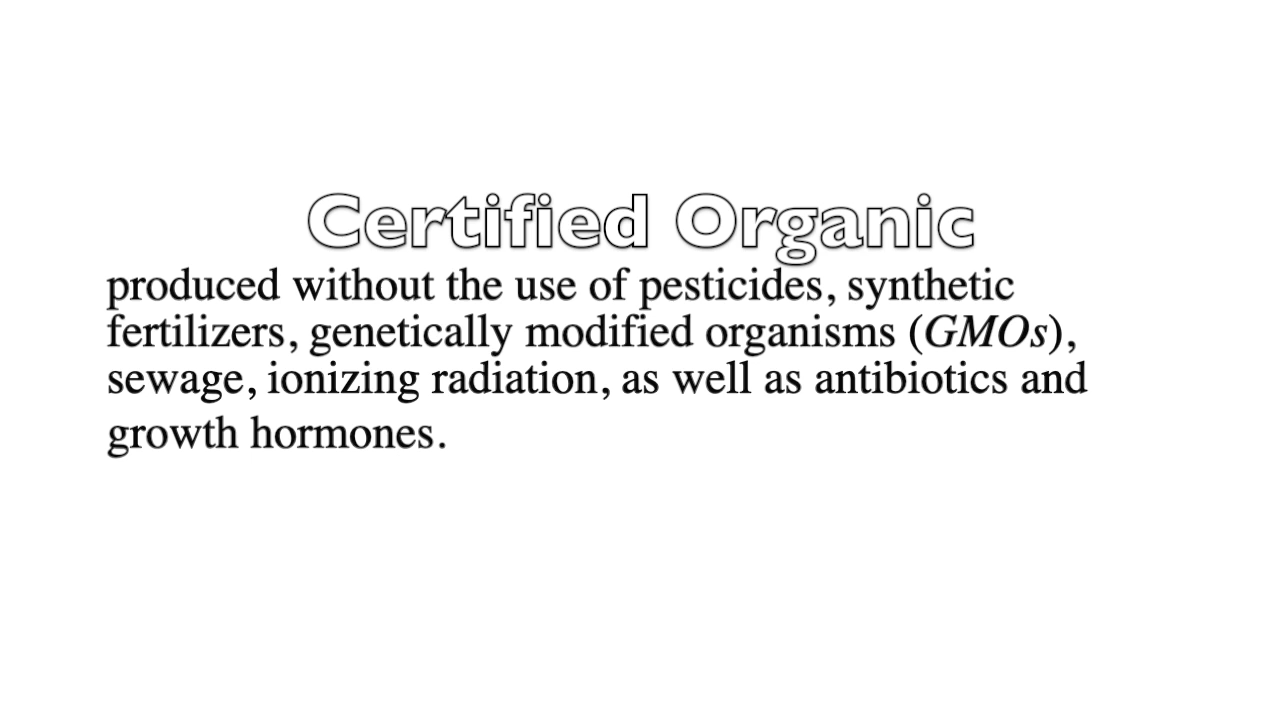 Certified Organic
produced without the use of pesticides, synthetic
fertilizers, genetically modified organisms (GMOs),
sewage, ionizing radiation, as well as antibiotics and
growth hormones.